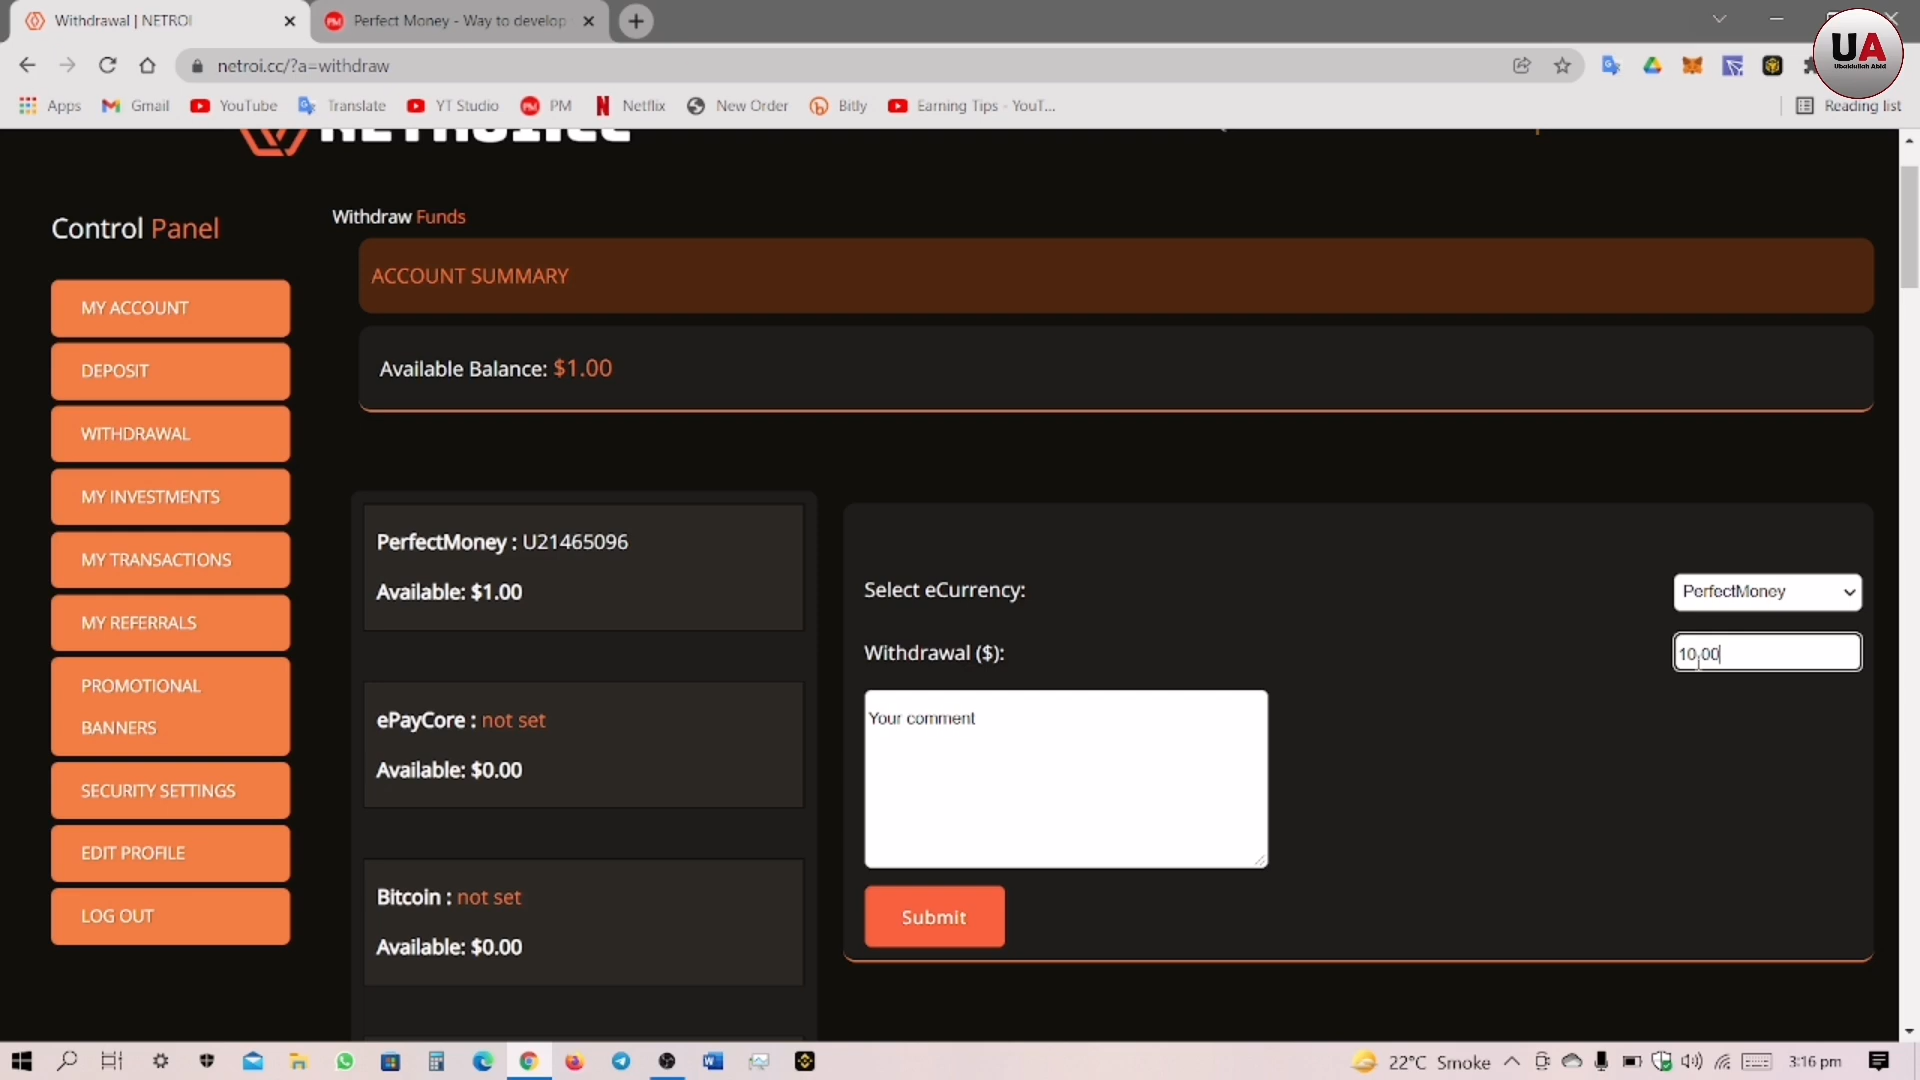 Withdrawal | NETROI
Perfect Money - Way to develop
netroi.cc/?a=withdraw
UA
Ubaidullah Abid
Apps
Gmail
YouTube
Translate
YT Studio
PM
Netflix
New Order
Bitly
Earning Tips - YouT...
Reading list
Control Panel
MY ACCOUNT
DEPOSIT
WITHDRAWAL
MY INVESTMENTS
MY TRANSACTIONS
MY REFERRALS
PROMOTIONAL
BANNERS
SECURITY SETTINGS
EDIT PROFILE
LOG OUT
Withdraw Funds
ACCOUNT SUMMARY
Available Balance: $1.00
PerfectMoney : U21465096
Available: $1.00
ePayCore : not set
Available: $0.00
Bitcoin : not set
Available: $0.00
Select eCurrency:
PerfectMoney
Withdrawal ($):
10.00
Your comment
Submit
22°C Smoke
3:16 pm